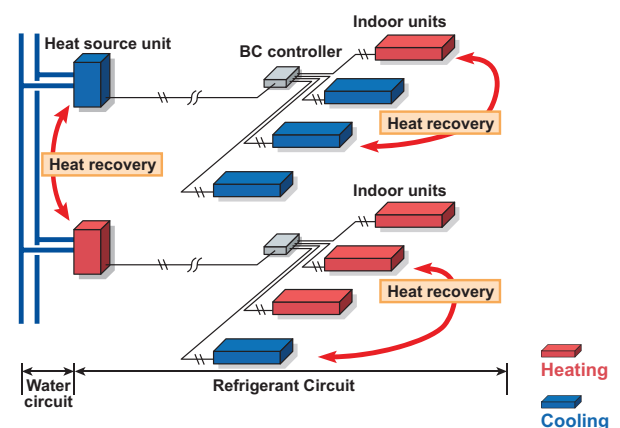 Indoor units
Heat source unit
BC controller
Heat recovery
Heat recovery
Indoor units
Heat recovery
Water
circuit
Refrigerant Circuit
Heating
Cooling